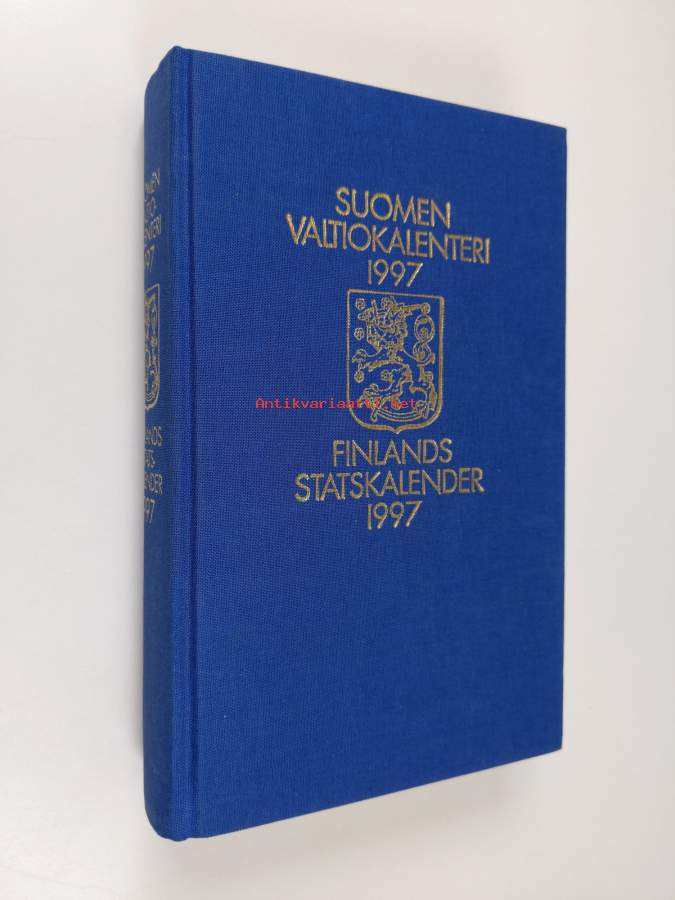 SUOMEN
VALTIOKALENTERI
1997
Antikvariaatti.net
FINLANDS
STATSKALENDER
1997